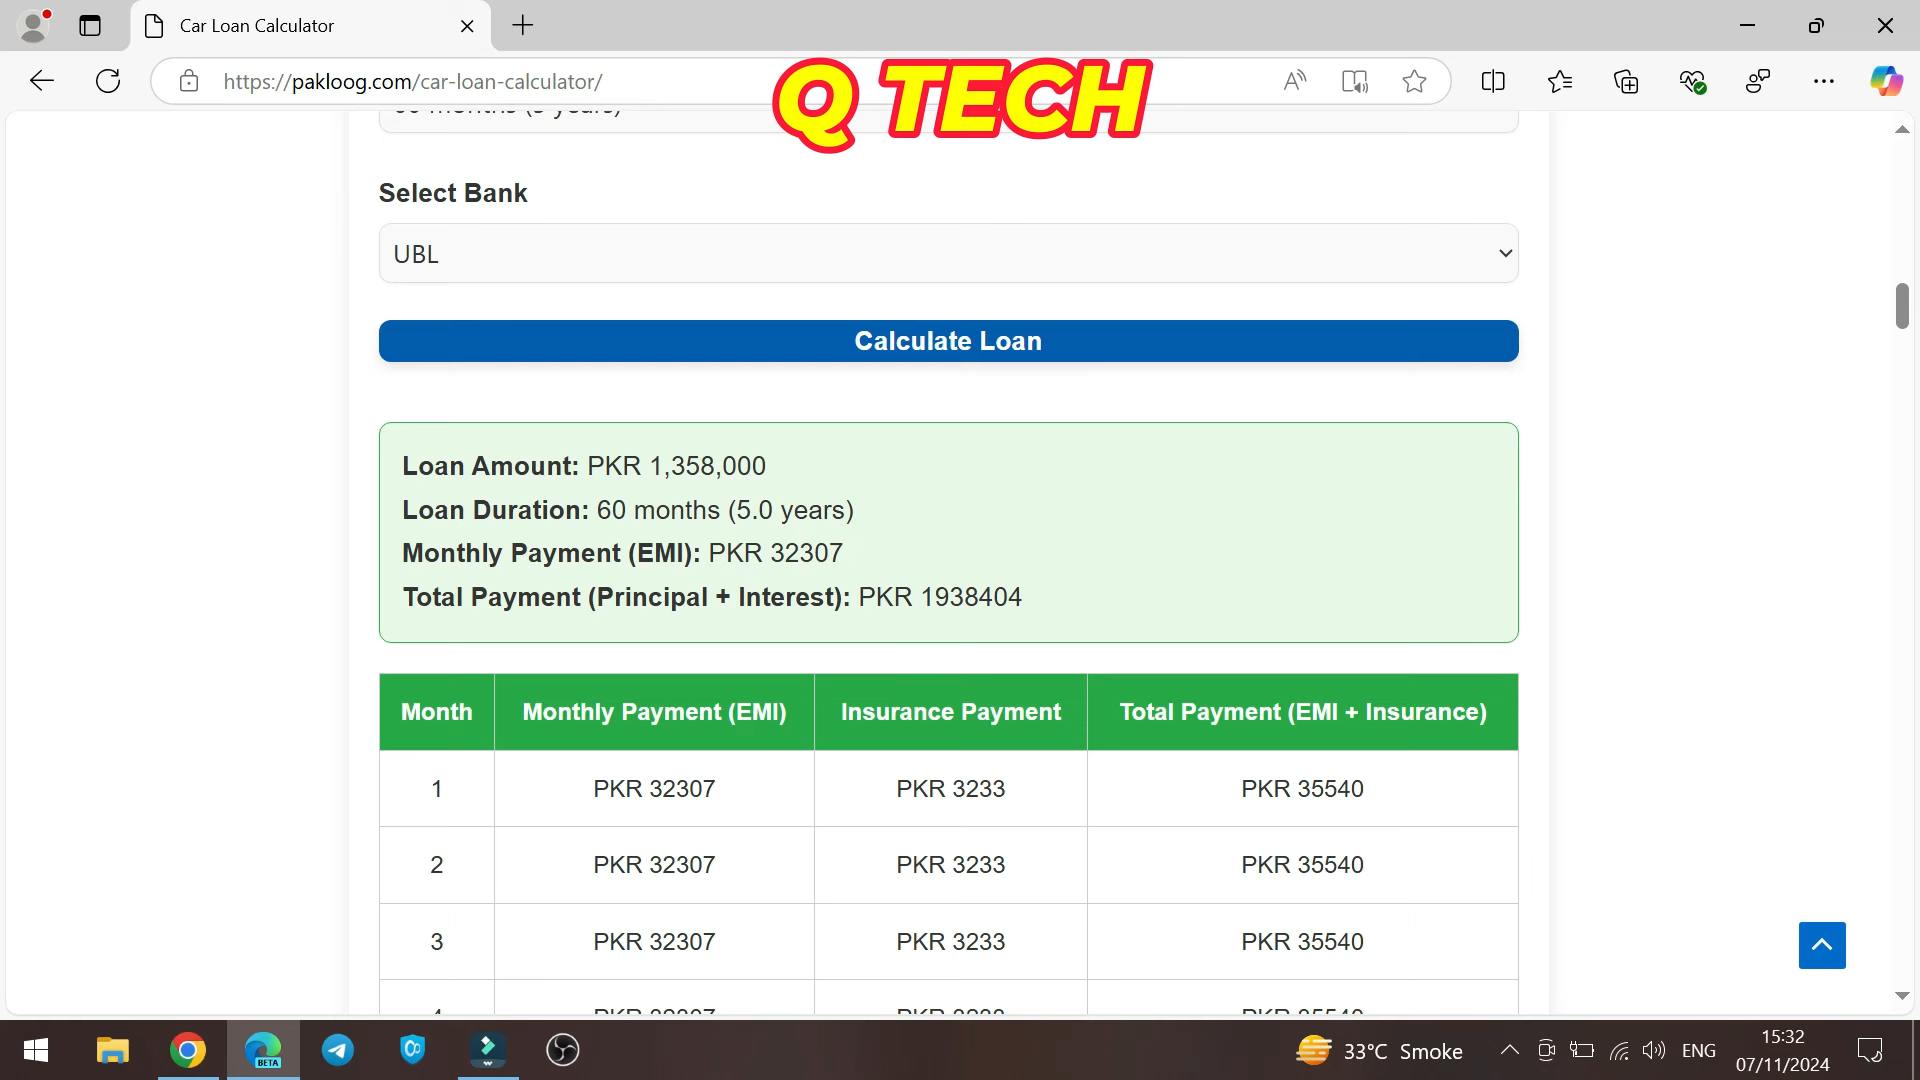 Car Loan Calculator
https://pakloog.com/car-loan-calculator/
Q TECH
Select Bank
UBL
Calculate Loan
Loan Amount: PKR 1,358,000
Loan Duration: 60 months (5.0 years)
Monthly Payment (EMI): PKR 32307
Total Payment (Principal + Interest): PKR 1938404
Month Monthly Payment (EMI) Insurance Payment Total Payment (EMI + Insurance)
1 PKR 32307 PKR 3233 PKR 35540
2 PKR 32307 PKR 3233 PKR 35540
3 PKR 32307 PKR 3233 PKR 35540
BETA
33°C Smoke
ENG
15:32
07/11/2024